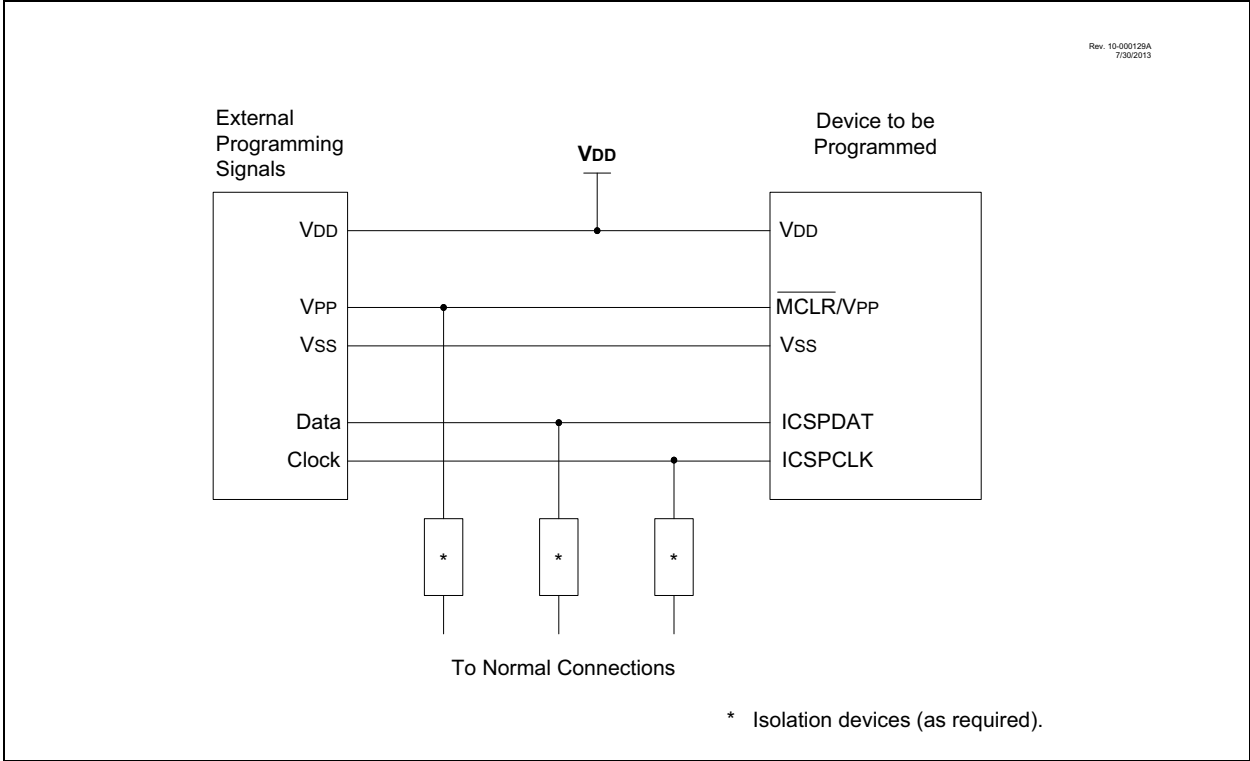 Rev. 10-000129A
7/30/2013
External
Programming
Signals
VDD
Device to be
Programmed
VDD
VDD
VPP
MCLR/VPP
VSS
VSS
Data
ICSPDAT
Clock
ICSPCLK
* * *
To Normal Connections
* Isolation devices (as required).